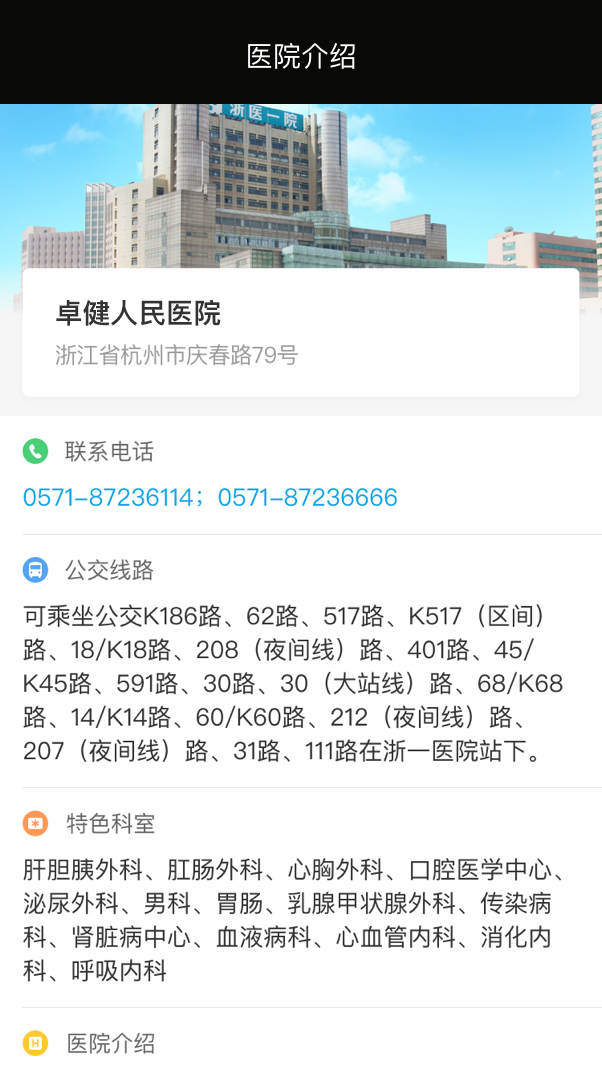 医院介绍
浙医一院
卓健人民医院
浙江省杭州市庆春路79号
联系电话
0571-87236114；0571-87236666
公交线路
可乘坐公交K186路、62路、517路、K517（区间）
路、18/K18路、208（夜间线）路、401路、45/
K45路、591路、30路、30（大站线）路、68/K68
路、14/K14路、60/K60路、212（夜间线）路、
207（夜间线）路、31路、111路在浙一医院站下。
特色科室
肝胆胰外科、肛肠外科、心胸外科、口腔医学中心、
泌尿外科、男科、胃肠、乳腺甲状腺外科、传染病
科、肾脏病中心、血液病科、心血管内科、消化内
科、呼吸内科
医院介绍